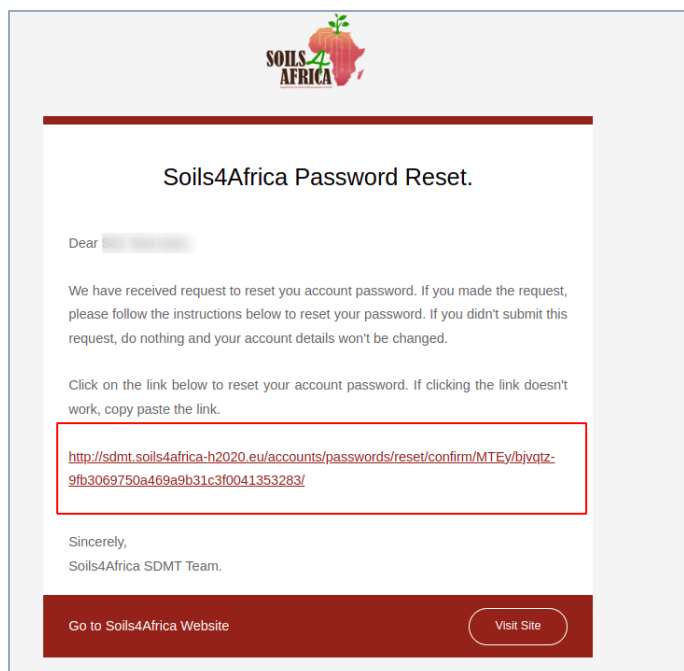 SOILS4
AFRICA
Soils4Africa Password Reset.
Dear
We have received request to reset you account password. If you made the request,
please follow the instructions below to reset your password. If you didn't submit this
request, do nothing and your account details won't be changed.
Click on the link below to reset your account password. If clicking the link doesn't
work, copy paste the link.
http://sdmt.soils4africa-h2020.eu/accounts/passwords/reset/confirm/MTEy/bjvqtz-
9fb3069750a469a9b31c3f0041353283/
Sincerely,
Soils4Africa SDMT Team.
Go to Soils4Africa Website
Visit Site